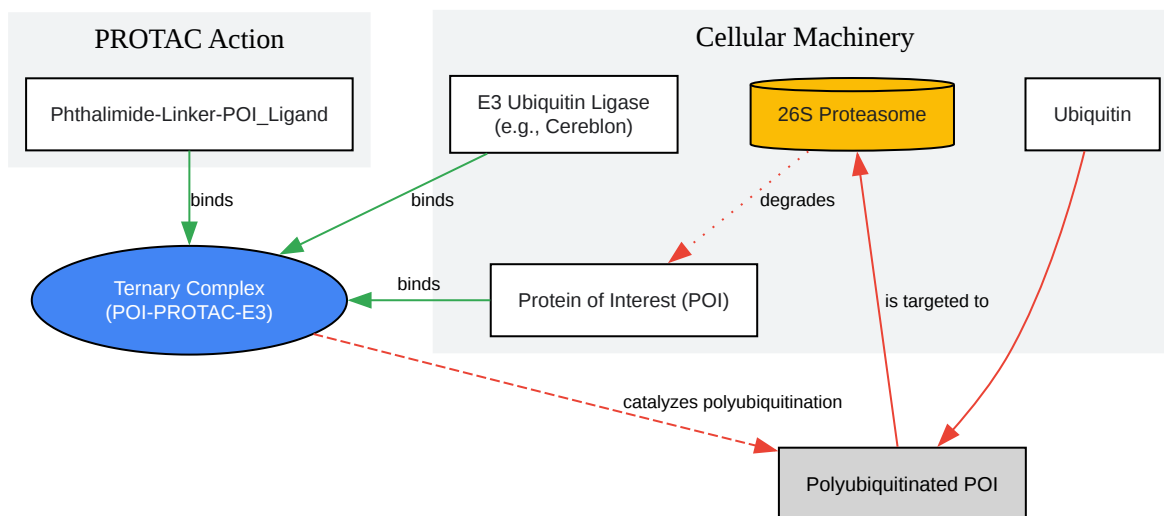 PROTAC Action
Cellular Machinery
Phthalimide-Linker-POI_Ligand
E3 Ubiquitin Ligase
(e.g., Cereblon)
26S Proteasome
Ubiquitin
binds
binds
degrades
Ternary Complex
(POI-PROTAC-E3)
binds
Protein of Interest (POI)
is targeted to
catalyzes polyubiquitination
Polyubiquitinated POI